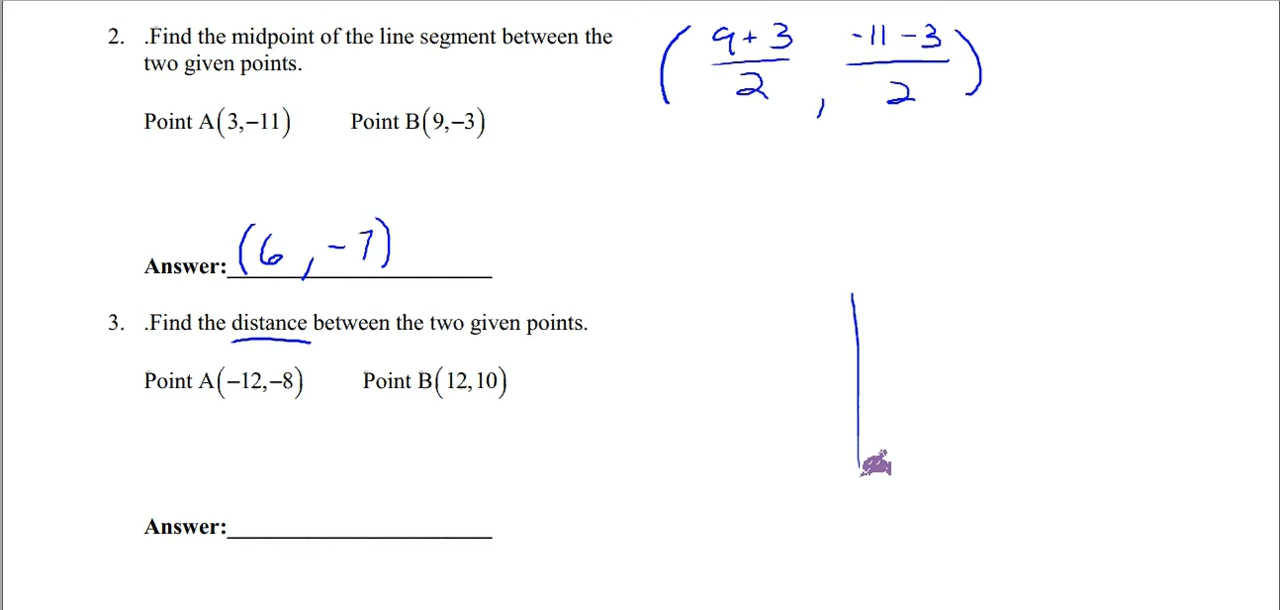 2. .Find the midpoint of the line segment between the
two given points.
( 9+3/2 , -11-3/2 )
Point A(3,−11) Point B(9,−3)
Answer: (6, -7)
3. .Find the distance between the two given points.
Point A(−12,−8) Point B(12,10)
Answer: